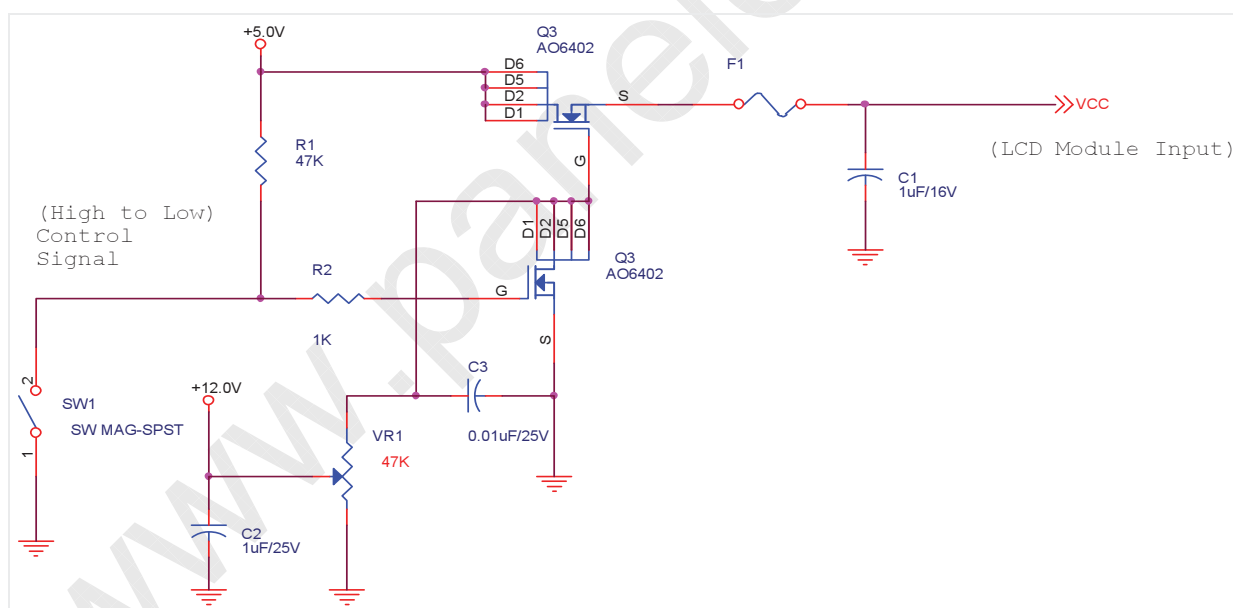 +5.0V
Q3
AO6402
F1
D6
D5
D2
D1
S
VCC
R1
47K
G
(LCD Module Input)
C1
1uF/16V
(High to Low)
Control
Signal
D1
D2
D5
D6
Q3
AO6402
R2
G
1K
S
C3
+12.0V
2
SW1
SW MAG-SPST
VR1
0.01uF/25V
1
47K
C2
1uF/25V
www.panel